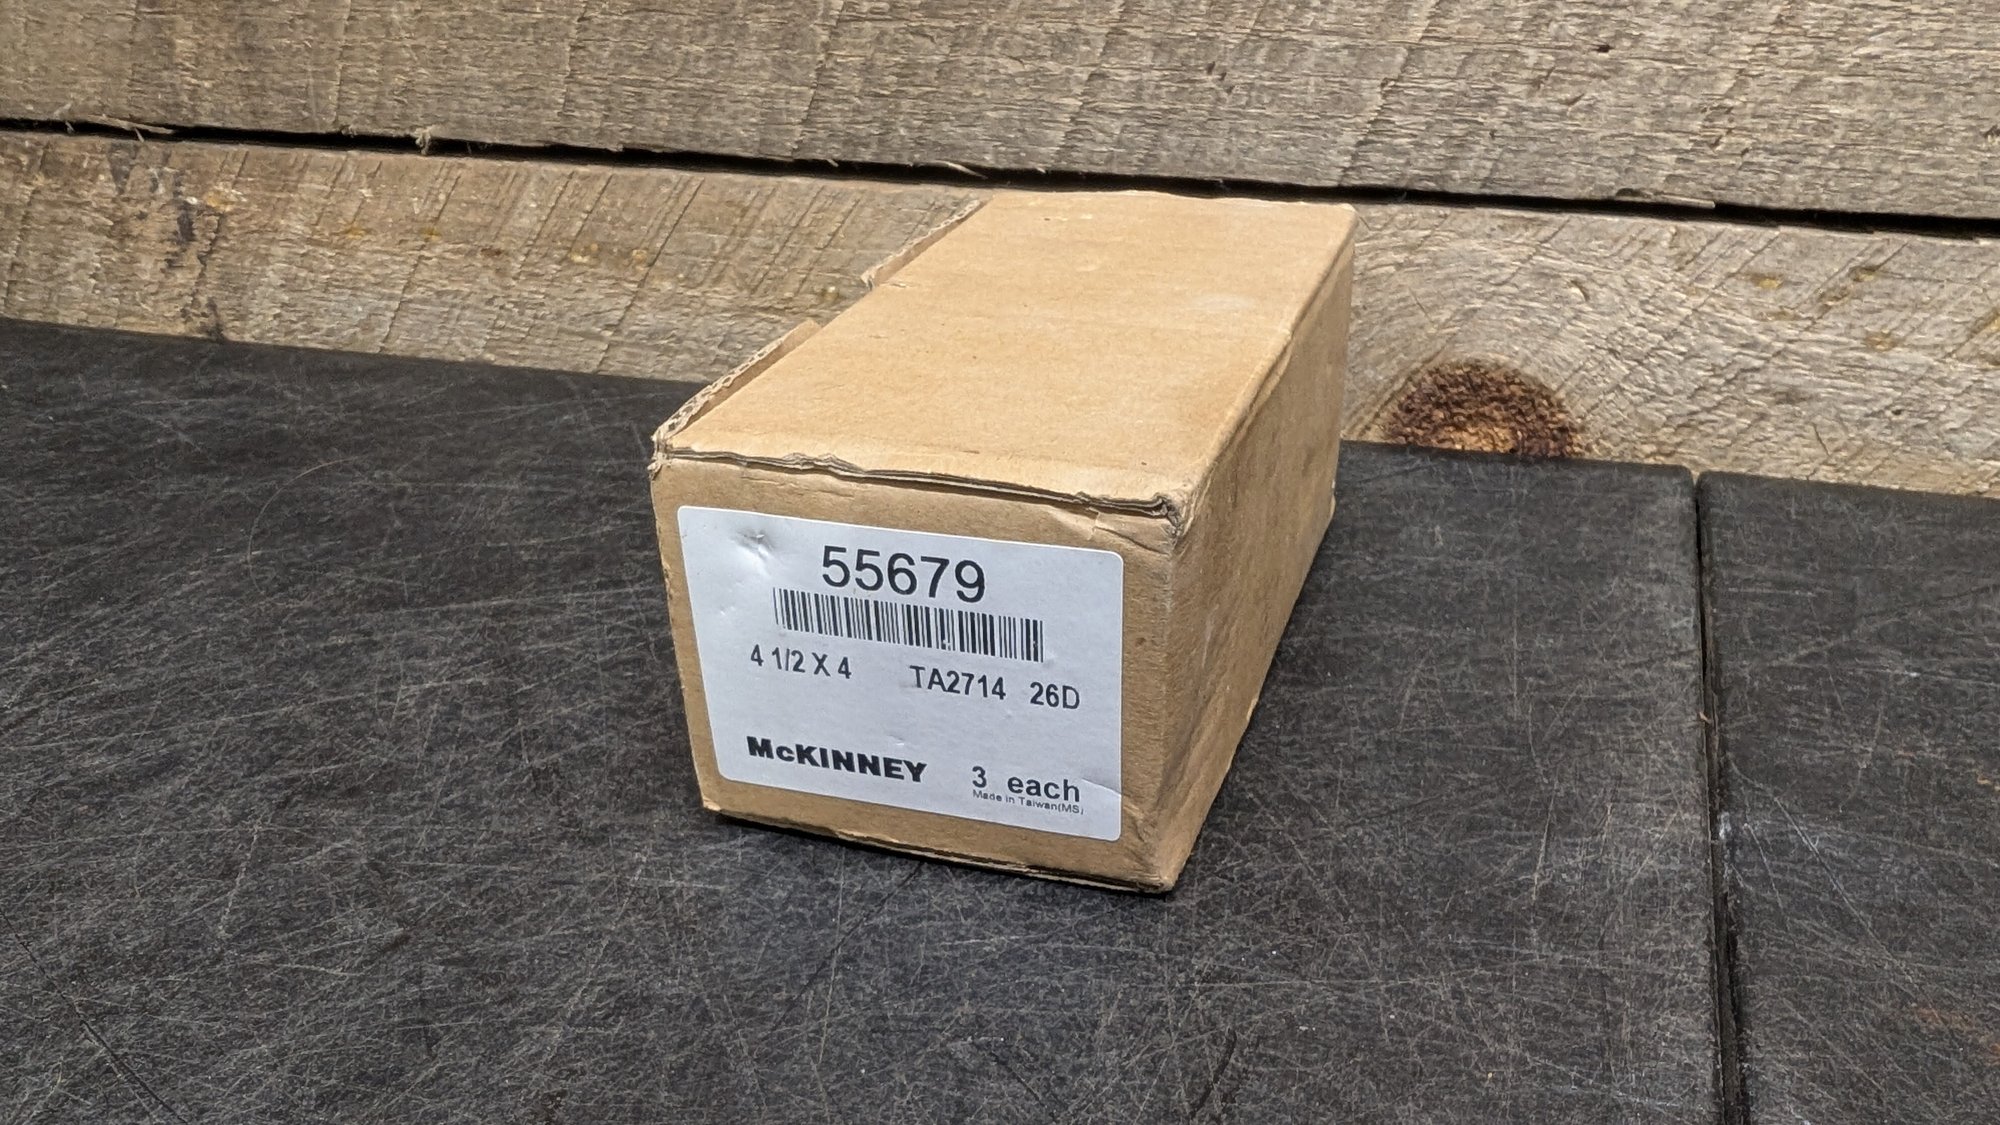 55679
4 1/2 X 4 TA2714 26D
McKINNEY 3 each
Made in Taiwan(MS)